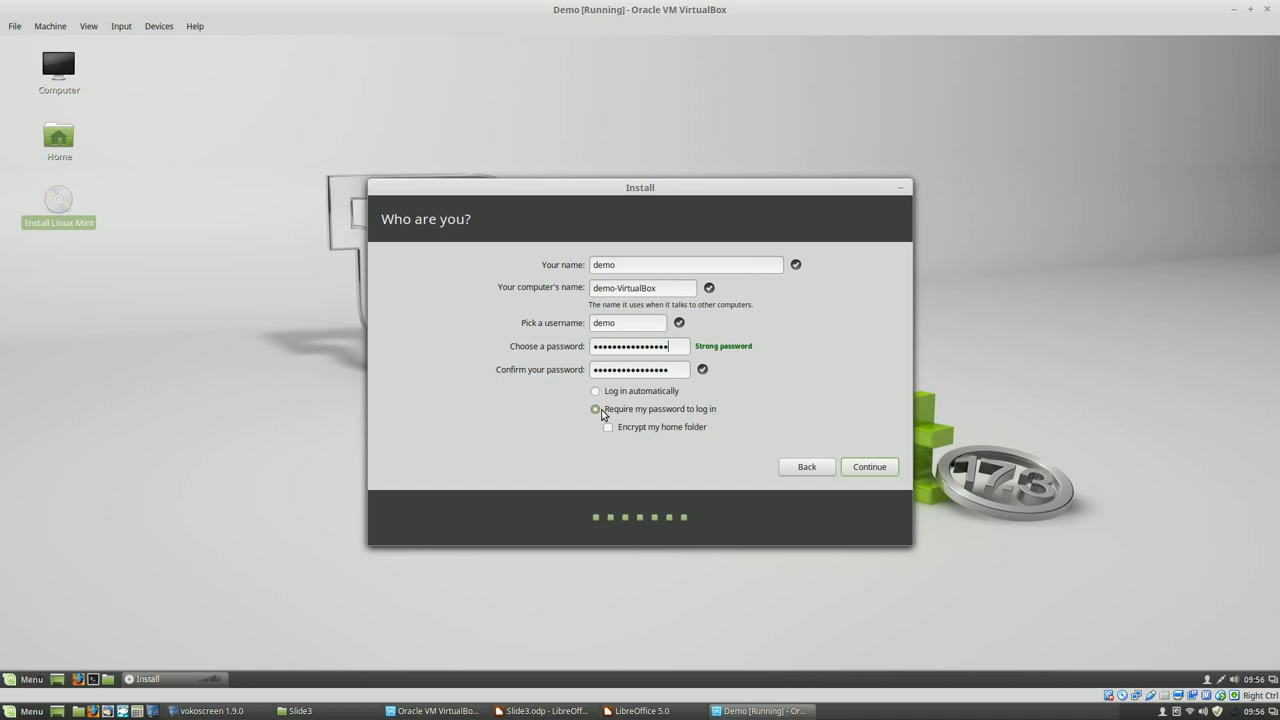 Demo [Running] - Oracle VM VirtualBox
File Machine View Input Devices Help
Computer
Home
Install Linux Mint
Install
Who are you?
Your name: demo
Your computer's name: demo-VirtualBox
The name it uses when it talks to other computers.
Pick a username: demo
Choose a password: •••••••••••••••• Strong password
Confirm your password: ••••••••••••••••
Log in automatically
Require my password to log in
Encrypt my home folder
Back Continue
17.3
Menu Install 09:56
Right Ctrl
Menu vokoscreen 1.9.0 Slide3 Oracle VM VirtualBo... Slide3.odp - LibreOff... LibreOffice 5.0 Demo [Running] - Or... 09:56